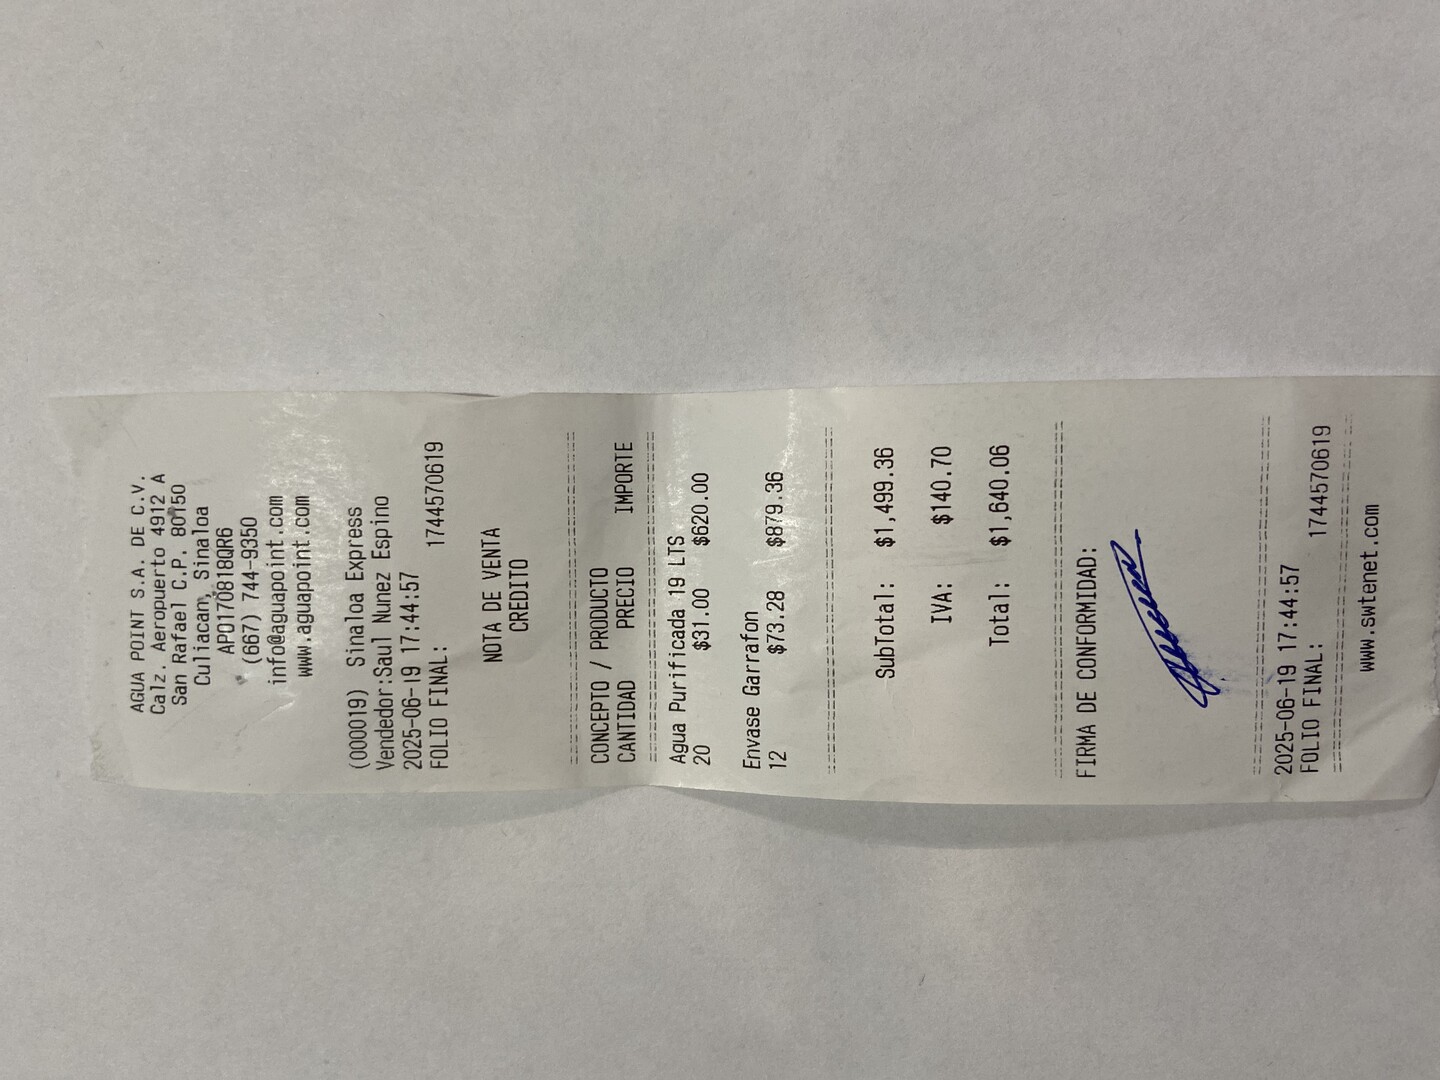 AGUA POINT S.A. DE C.V.
Calz. Aeropuerto 4912 A
San Rafael C.P. 80150
Culiacan, Sinaloa
APO170818QR6
(667) 744-9350
info@aguapoint.com
www.aguapoint.com
(000019) Sinaloa Express
Vendedor:Saul Nunez Espino
2025-06-19 17:44:57
FOLIO FINAL: 1744570619
NOTA DE VENTA
CREDITO
CONCEPTO / PRODUCTO
CANTIDAD PRECIO IMPORTE
Agua Purificada 19 LTS
20 $31.00 $620.00
Envase Garrafon
12 $73.28 $879.36
SubTotal: $1,499.36
IVA: $140.70
Total: $1,640.06
FIRMA DE CONFORMIDAD:
2025-06-19 17:44:57
FOLIO FINAL: 1744570619
www.swtenet.com